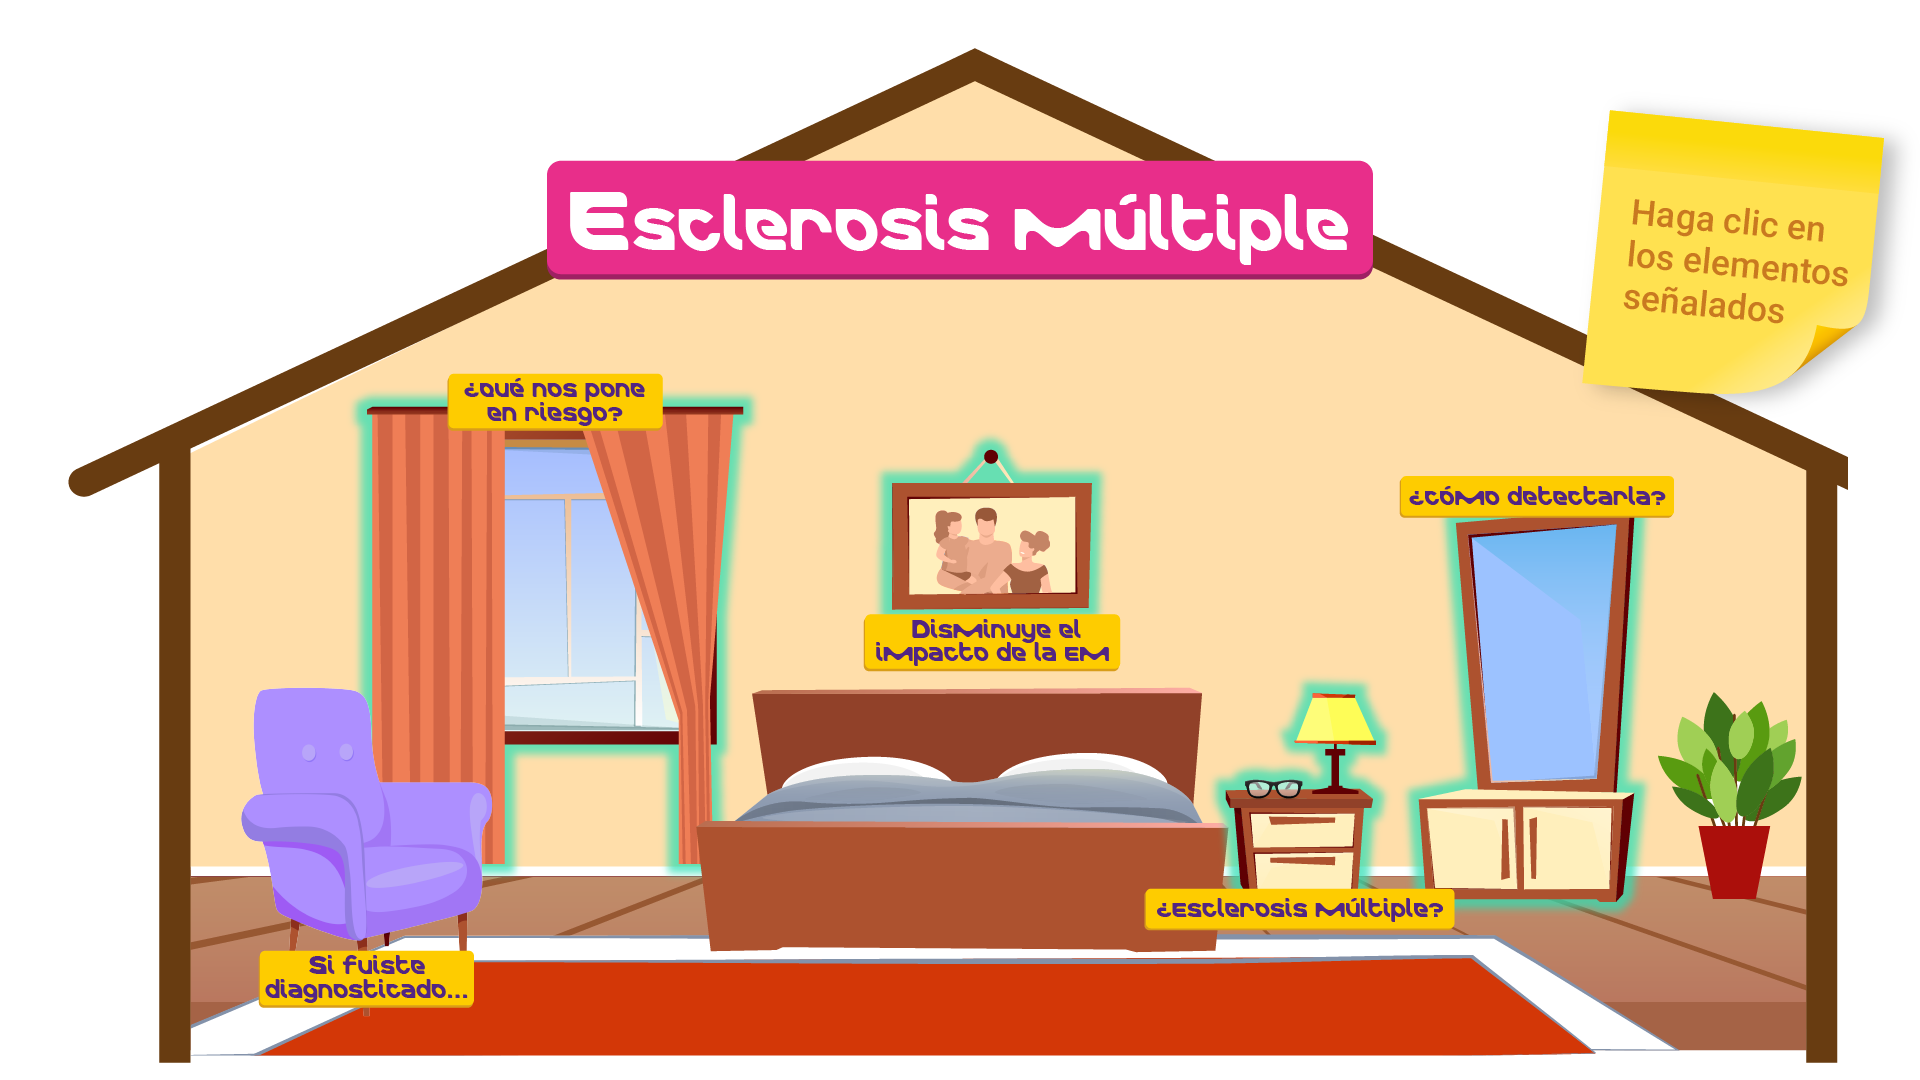 Esclerosis Múltiple
Haga clic en
los elementos
señalados
¿Qué nos pone
en riesgo?
¿Cómo detectarla?
Disminuye el
impacto de la EM
¿Esclerosis Múltiple?
Si fuiste
diagnosticado...